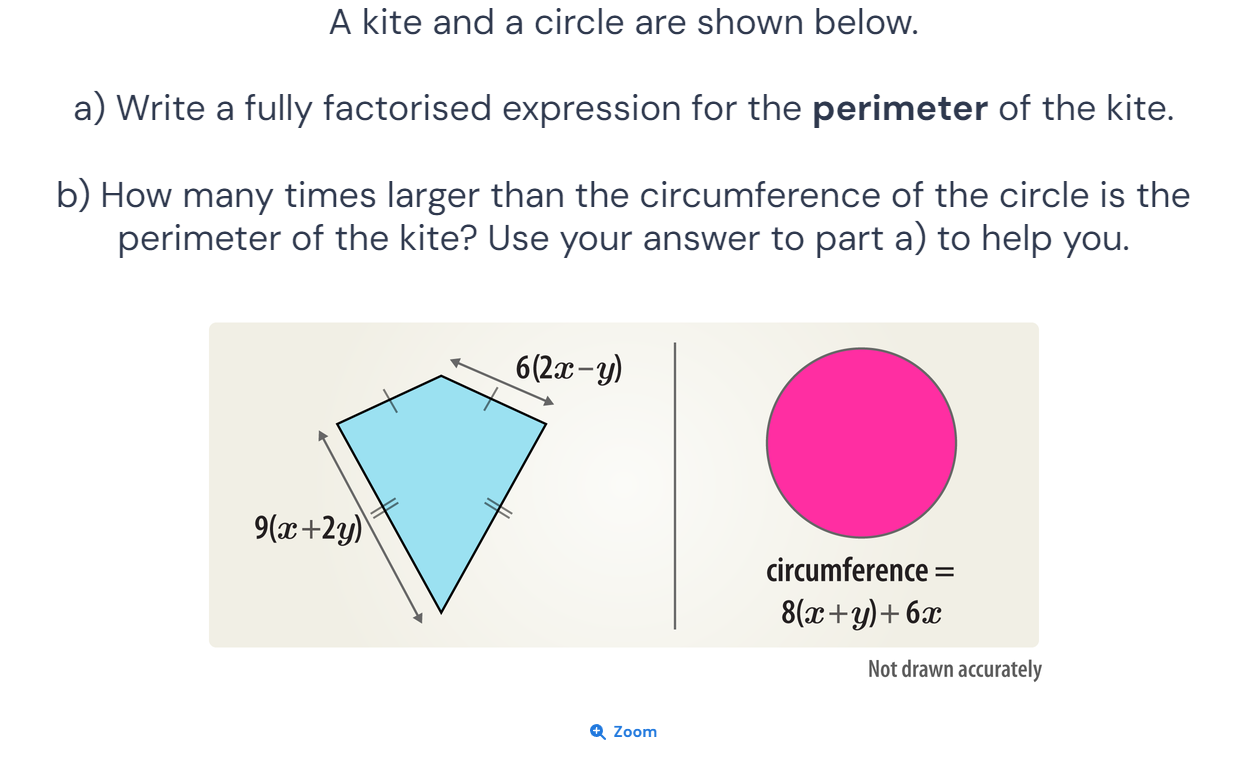 A kite and a circle are shown below.
a) Write a fully factorised expression for the perimeter of the kite.
b) How many times larger than the circumference of the circle is the
perimeter of the kite? Use your answer to part a) to help you.
6(2x−y)
9(x+2y)
circumference =
8(x+y)+6x
Not drawn accurately
Zoom